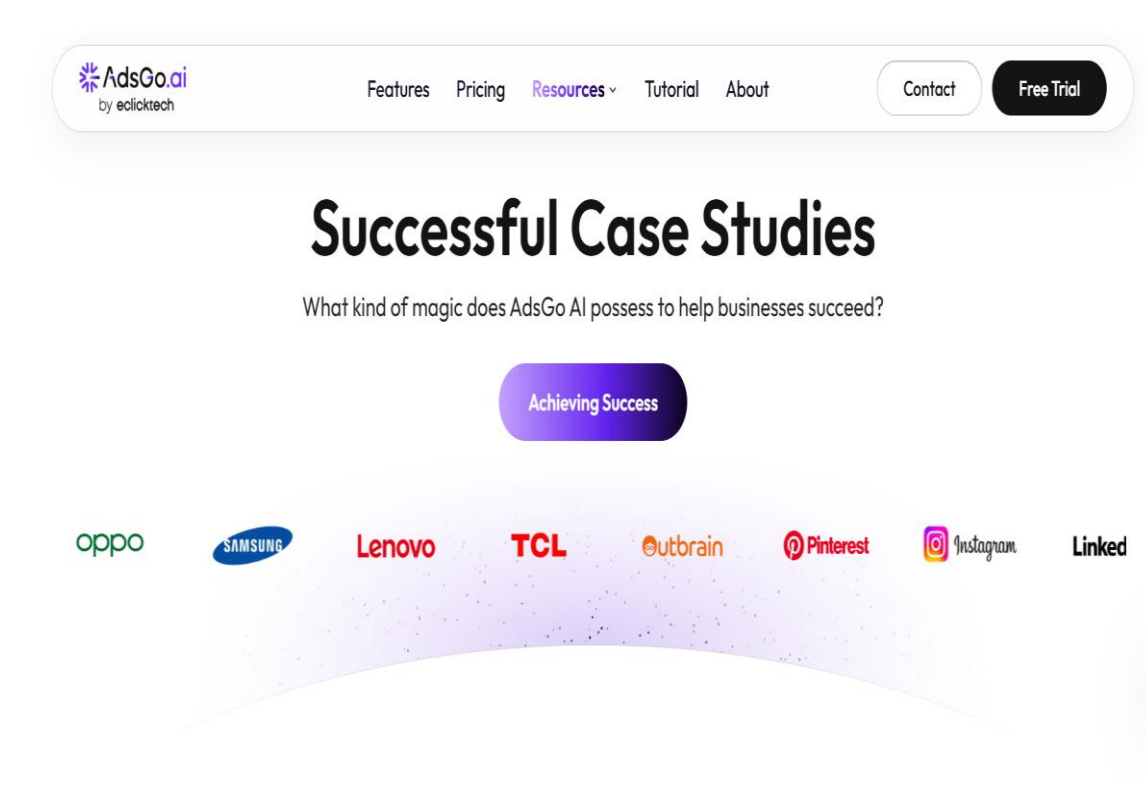 AdsGo.ai
by eclicktech
Features Pricing Resources Tutorial About
Contact
Free Trial
Successful Case Studies
What kind of magic does AdsGo AI possess to help businesses succeed?
Achieving Success
oppo SAMSUNG Lenovo TCL Outbrain Pinterest Instagram Linked